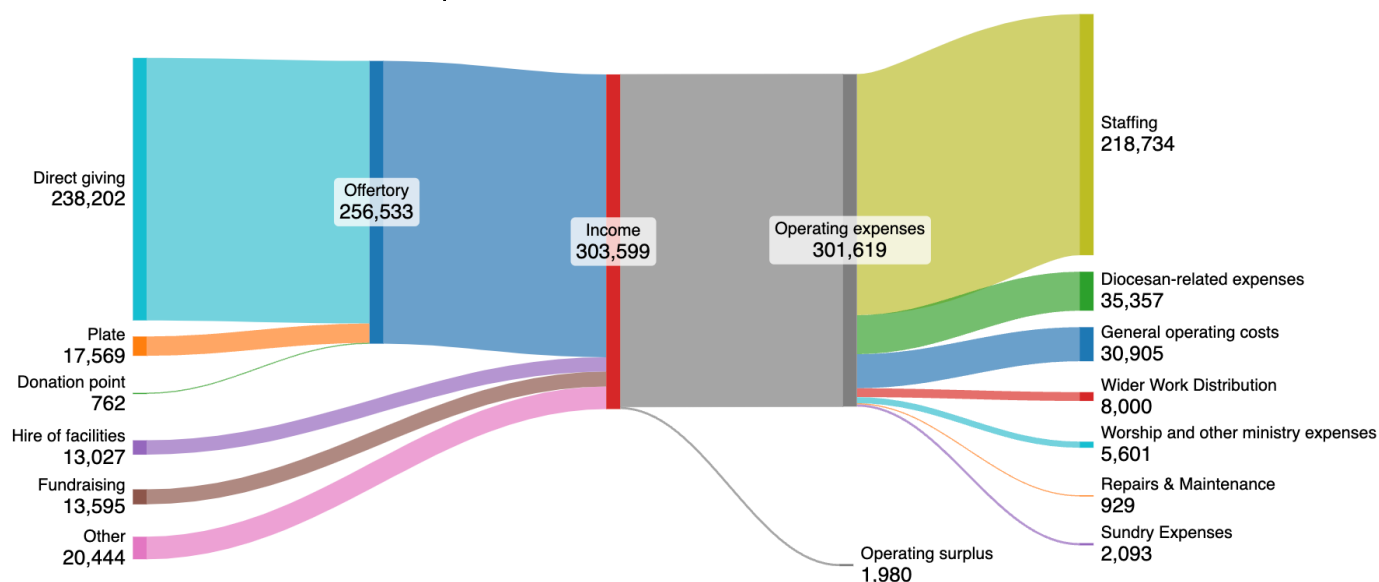 Direct giving
238,202
Plate
17,569
Donation point
762
Hire of facilities
13,027
Fundraising
13,595
Other
20,444
Offertory
256,533
Income
303,599
Operating expenses
301,619
Operating surplus
1,980
Staffing
218,734
Diocesan-related expenses
35,357
General operating costs
30,905
Wider Work Distribution
8,000
Worship and other ministry expenses
5,601
Repairs & Maintenance
929
Sundry Expenses
2,093